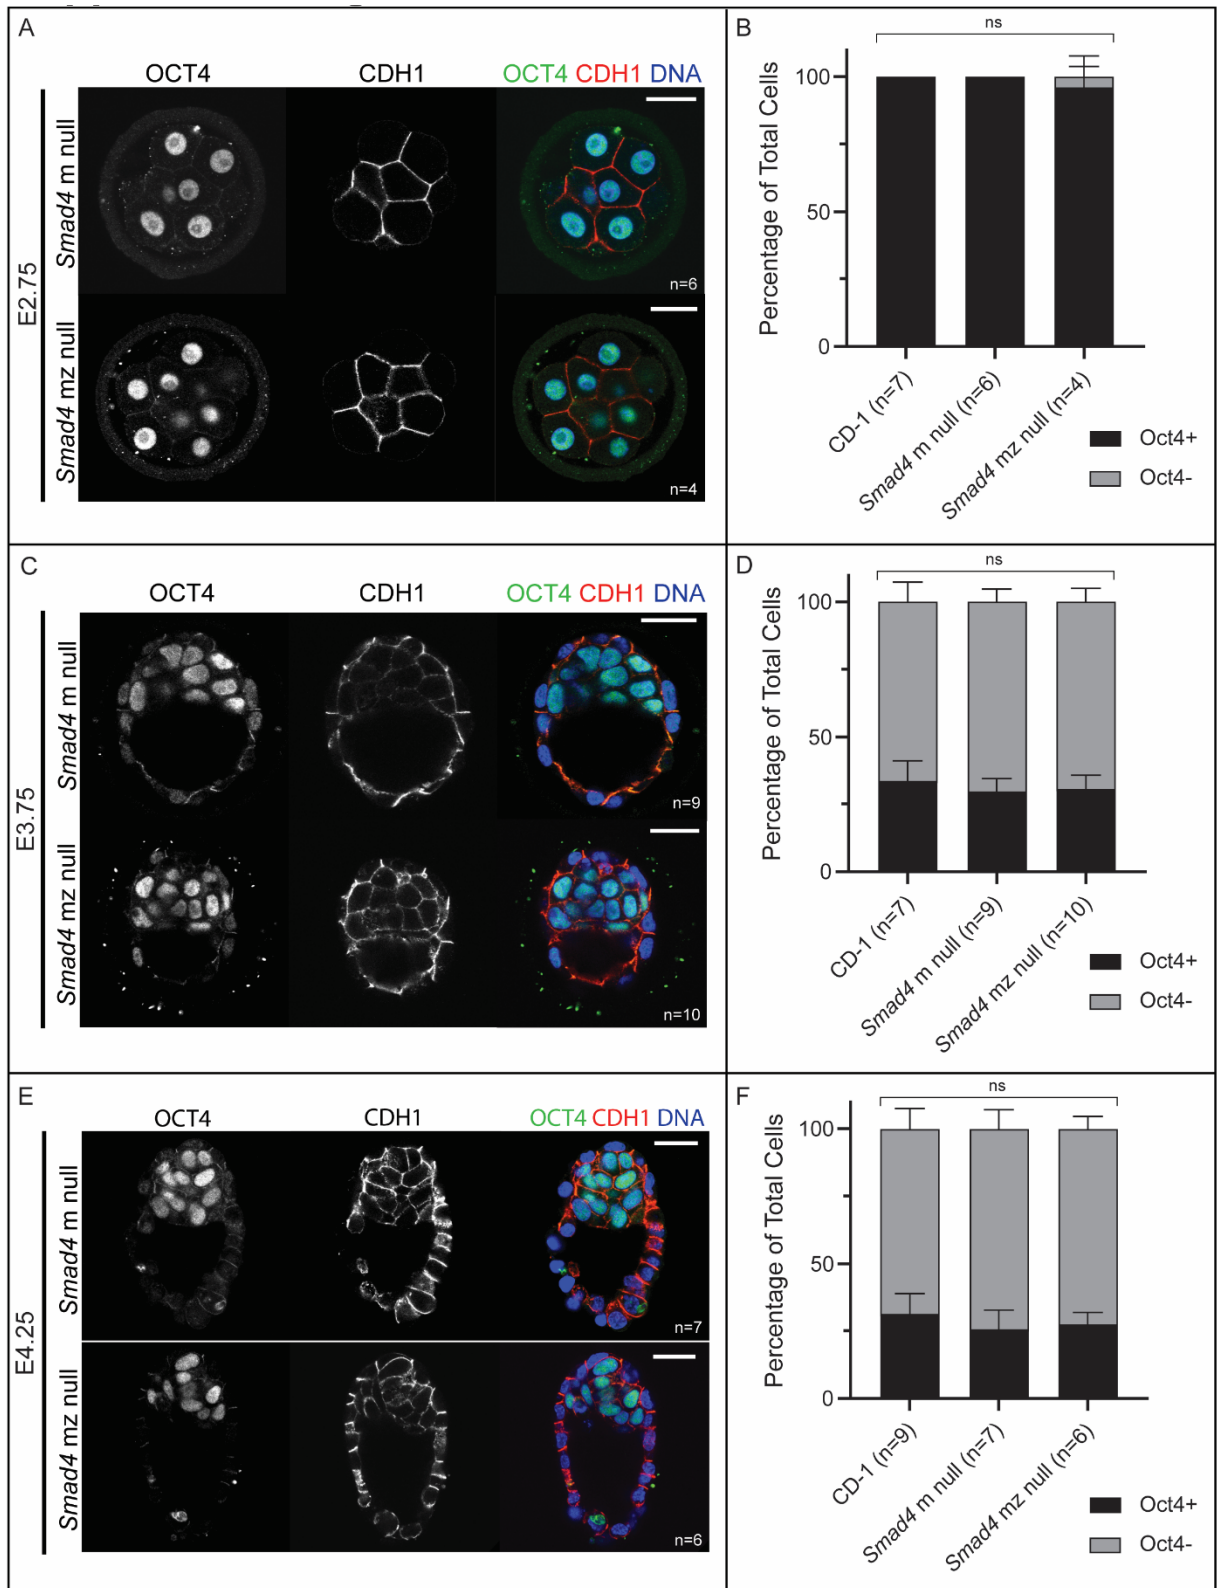 A
OCT4 CDH1 OCT4 CDH1 DNA
E2.75
Smad4 m null
n=6
Smad4 mz null
n=4
B
ns
Percentage of Total Cells
100
50
0
CD-1 (n=7)
Smad4 m null (n=6)
Smad4 mz null (n=4)
Oct4+
Oct4-
C
OCT4 CDH1 OCT4 CDH1 DNA
E3.75
Smad4 m null
n=9
Smad4 mz null
n=10
D
ns
Percentage of Total Cells
100
50
0
CD-1 (n=7)
Smad4 m null (n=9)
Smad4 mz null (n=10)
Oct4+
Oct4-
E
OCT4 CDH1 OCT4 CDH1 DNA
E4.25
Smad4 m null
n=7
Smad4 mz null
n=6
F
ns
Percentage of Total Cells
100
50
0
CD-1 (n=9)
Smad4 m null (n=7)
Smad4 mz null (n=6)
Oct4+
Oct4-